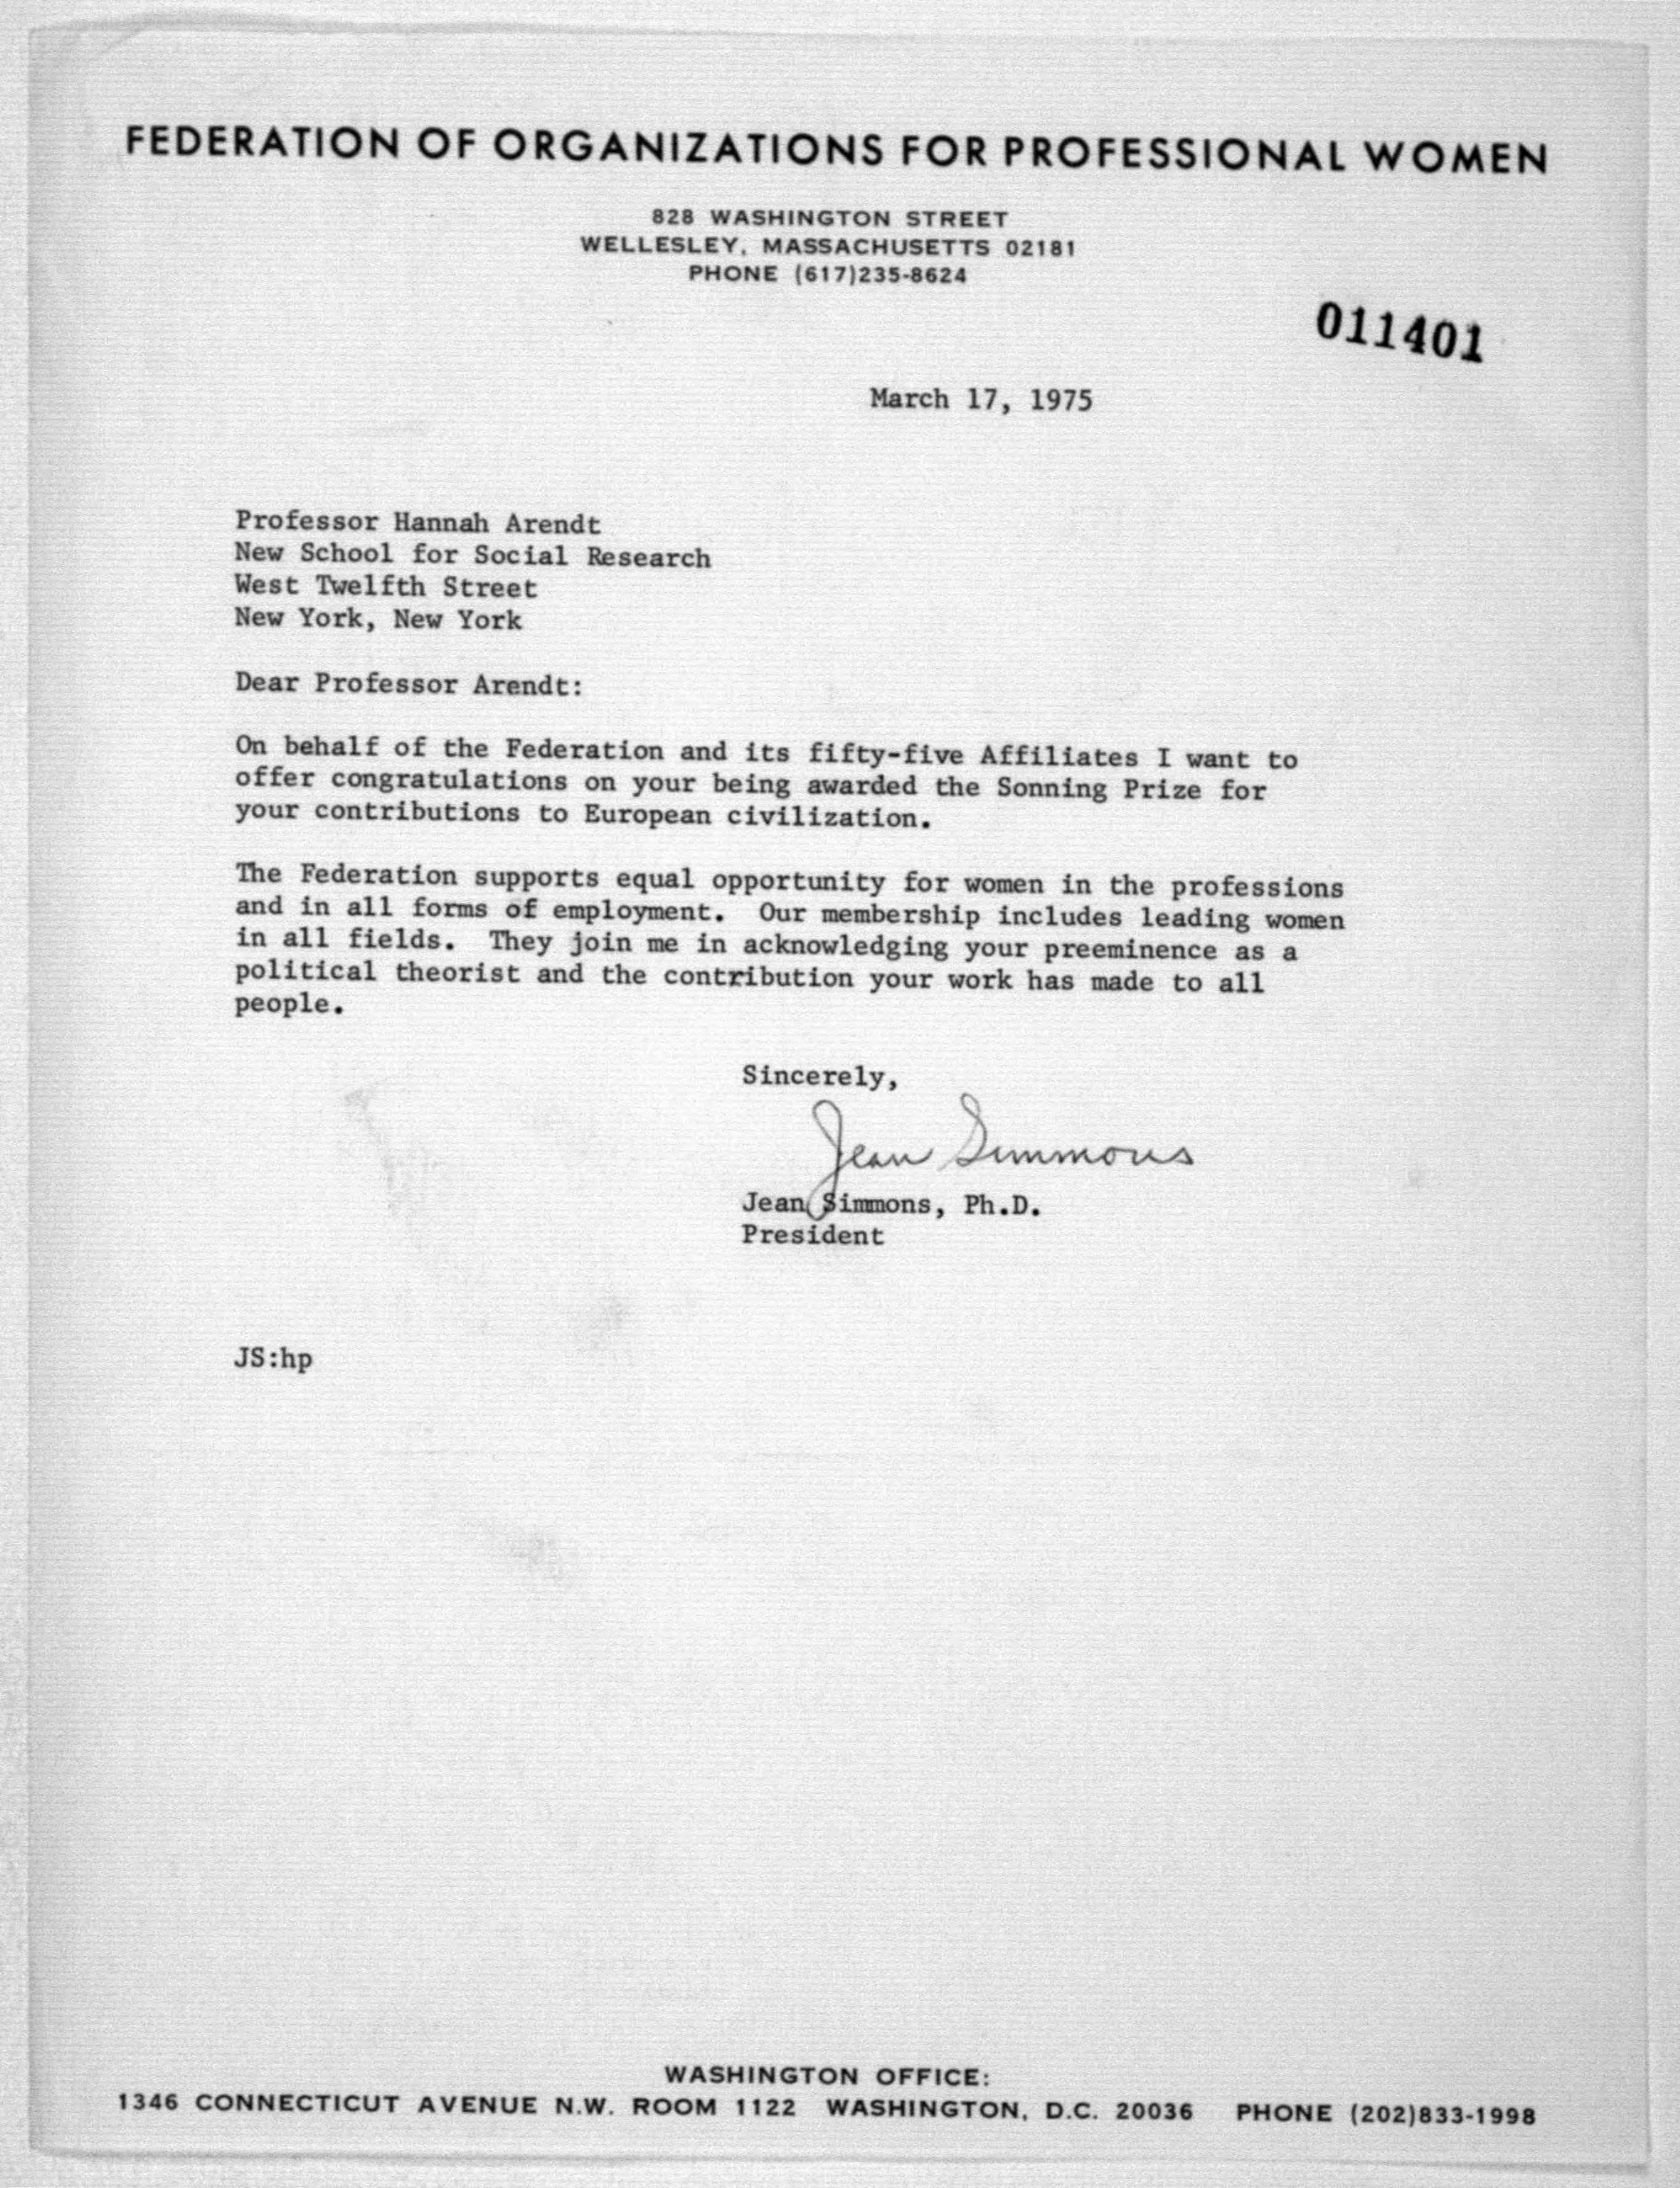 FEDERATION OF ORGANIZATIONS FOR PROFESSIONAL WOMEN
828 WASHINGTON STREET
WELLESLEY, MASSACHUSETTS 02181
PHONE (617)235-8624
011401
March 17, 1975
Professor Hannah Arendt
New School for Social Research
West Twelfth Street
New York, New York
Dear Professor Arendt:
On behalf of the Federation and its fifty-five Affiliates I want to
offer congratulations on your being awarded the Sonning Prize for
your contributions to European civilization.
The Federation supports equal opportunity for women in the professions
and in all forms of employment. Our membership includes leading women
in all fields. They join me in acknowledging your preeminence as a
political theorist and the contribution your work has made to all
people.
Sincerely,
Jean Simmons
Jean Simmons, Ph.D.
President
JS:hp
WASHINGTON OFFICE:
1346 CONNECTICUT AVENUE N.W. ROOM 1122 WASHINGTON, D.C. 20036 PHONE (202)833-1998